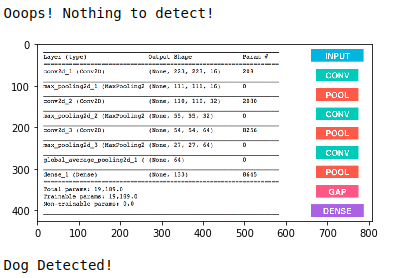 Ooops! Nothing to detect!
0
Layer (type) Output Shape Param # INPUT
conv2d_1 (Conv2D) (None, 223, 223, 16) 208 CONV
100
max_pooling2d_1 (MaxPooling2 (None, 111, 111, 16) 0 POOL
conv2d_2 (Conv2D) (None, 110, 110, 32) 2080 CONV
max_pooling2d_2 (MaxPooling2 (None, 55, 55, 32) 0 POOL
200
conv2d_3 (Conv2D) (None, 54, 54, 64) 8256 CONV
max_pooling2d_3 (MaxPooling2 (None, 27, 27, 64) 0 POOL
global_average_pooling2d_1 ( (None, 64) 0 GAP
300
dense_1 (Dense) (None, 133) 8645 DENSE
Total params: 19,189.0
Trainable params: 19,189.0
Non-trainable params: 0.0
400
0 100 200 300 400 500 600 700 800
Dog Detected!